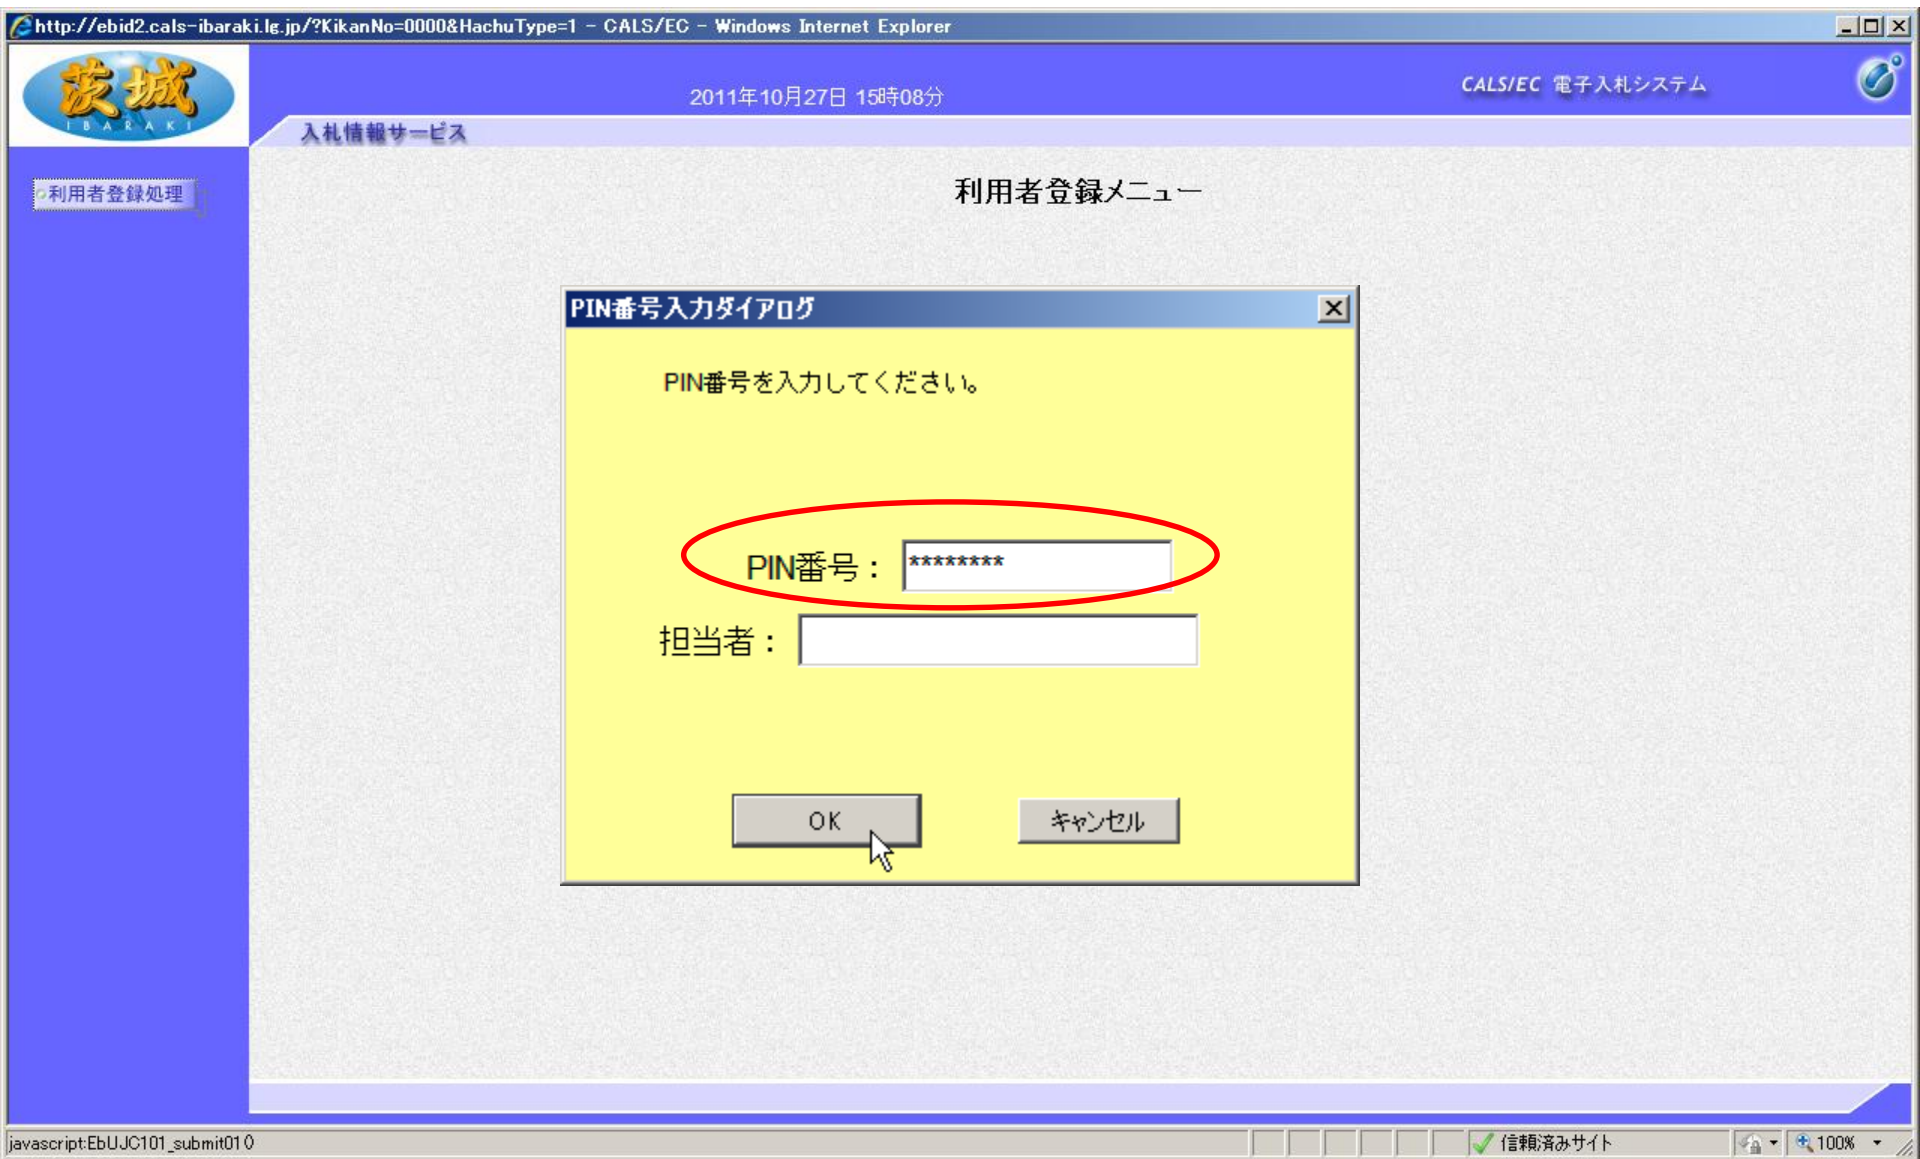 http://ebid2.cals-ibaraki.lg.jp/?KikanNo=0000&HachuType=1 - CALS/EC - Windows Internet Explorer
茨城
IBARAKI
2011年10月27日 15時08分
CALS/EC 電子入札システム
入札情報サービス
利用者登録処理
利用者登録メニュー
PIN番号入力ダイアログ
PIN番号を入力してください。
PIN番号： ********
担当者：
OK
キャンセル
javascript:EbUJC101_submit01()
信頼済みサイト
100%